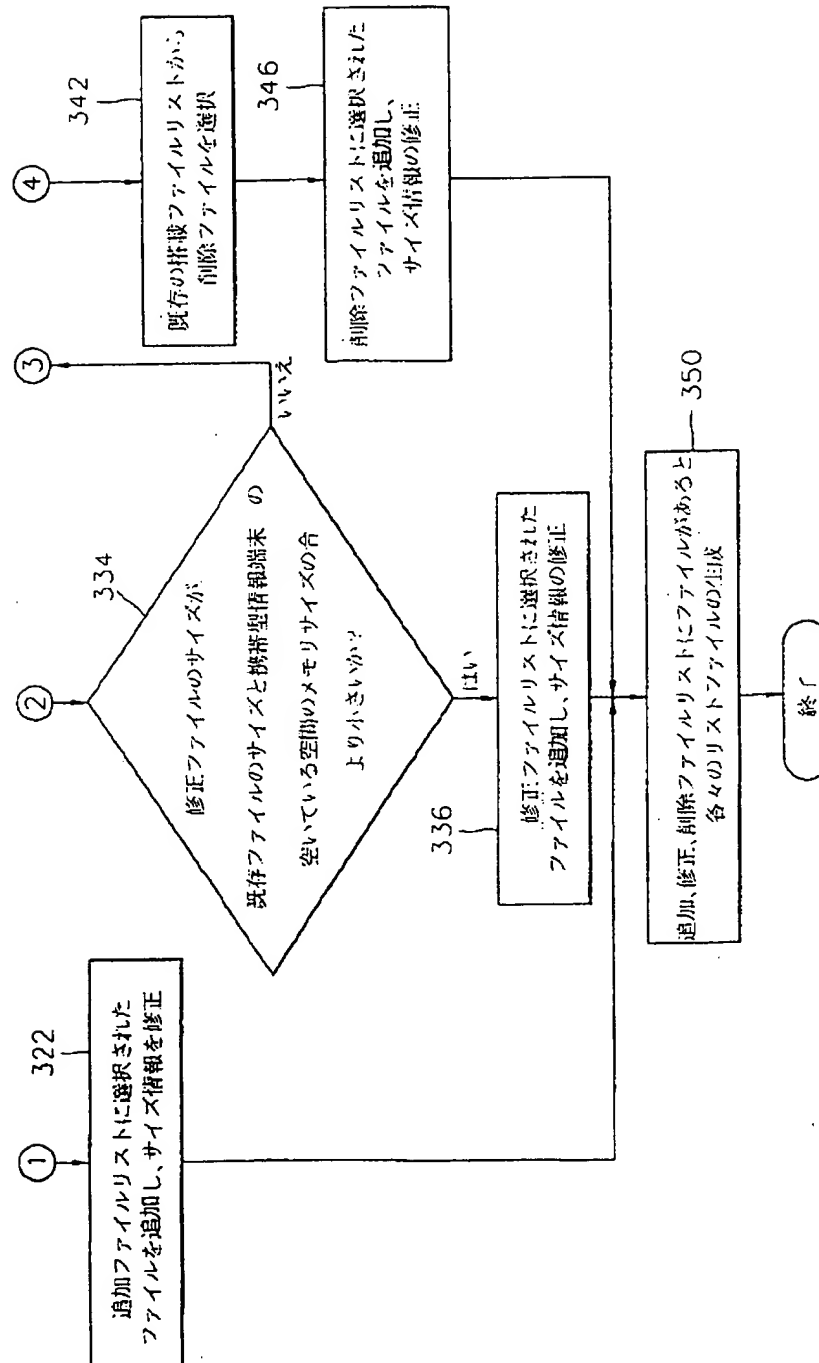 ①
322
追加ファイルリストに選択された
ファイルを追加し、サイズ情報を修正
②
334
修正ファイルのサイズが
既存ファイルのサイズと携帯型情報端末 の
空いている空間のメモリサイズの合
より小さいか?
いいえ
③
はい
336
修正ファイルリストに選択された
ファイルを追加し、サイズ情報の修正
④
342
既存の搭載ファイルリストから
削除ファイルを選択
346
削除ファイルリストに選択された
ファイルを追加し、
サイズ情報の修正
350
追加、修正、削除ファイルリストにファイルがあると
各々のリストファイルの生成
終了